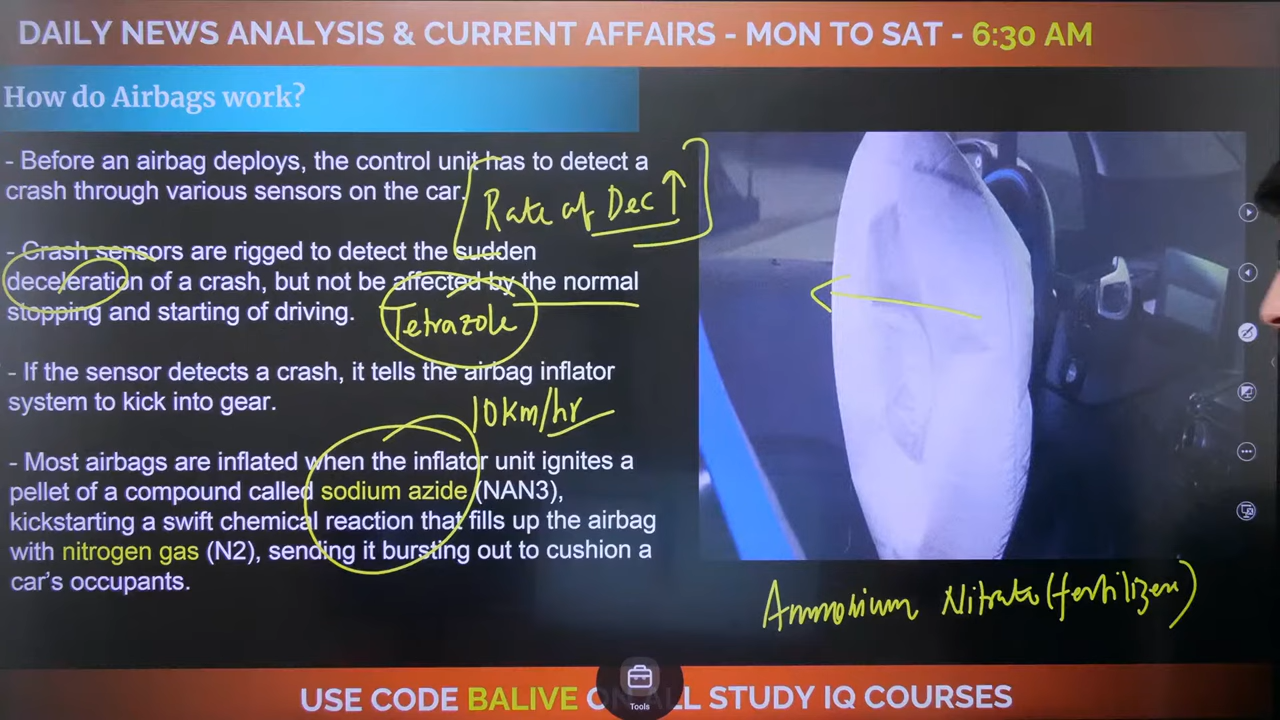 DAILY NEWS ANALYSIS & CURRENT AFFAIRS - MON TO SAT - 6:30 AM
How do Airbags work?
- Before an airbag deploys, the control unit has to detect a
crash through various sensors on the car.
Rate of Dec ↑
- Crash sensors are rigged to detect the sudden
deceleration of a crash, but not be affected by the normal
stopping and starting of driving.
Tetrazole
- If the sensor detects a crash, it tells the airbag inflator
system to kick into gear.
10km/hr
- Most airbags are inflated when the inflator unit ignites a
pellet of a compound called sodium azide (NAN3),
kickstarting a swift chemical reaction that fills up the airbag
with nitrogen gas (N2), sending it bursting out to cushion a
car's occupants.
Ammonium Nitrate (fertilizer)
USE CODE BALIVE ALL STUDY IQ COURSES
Tools